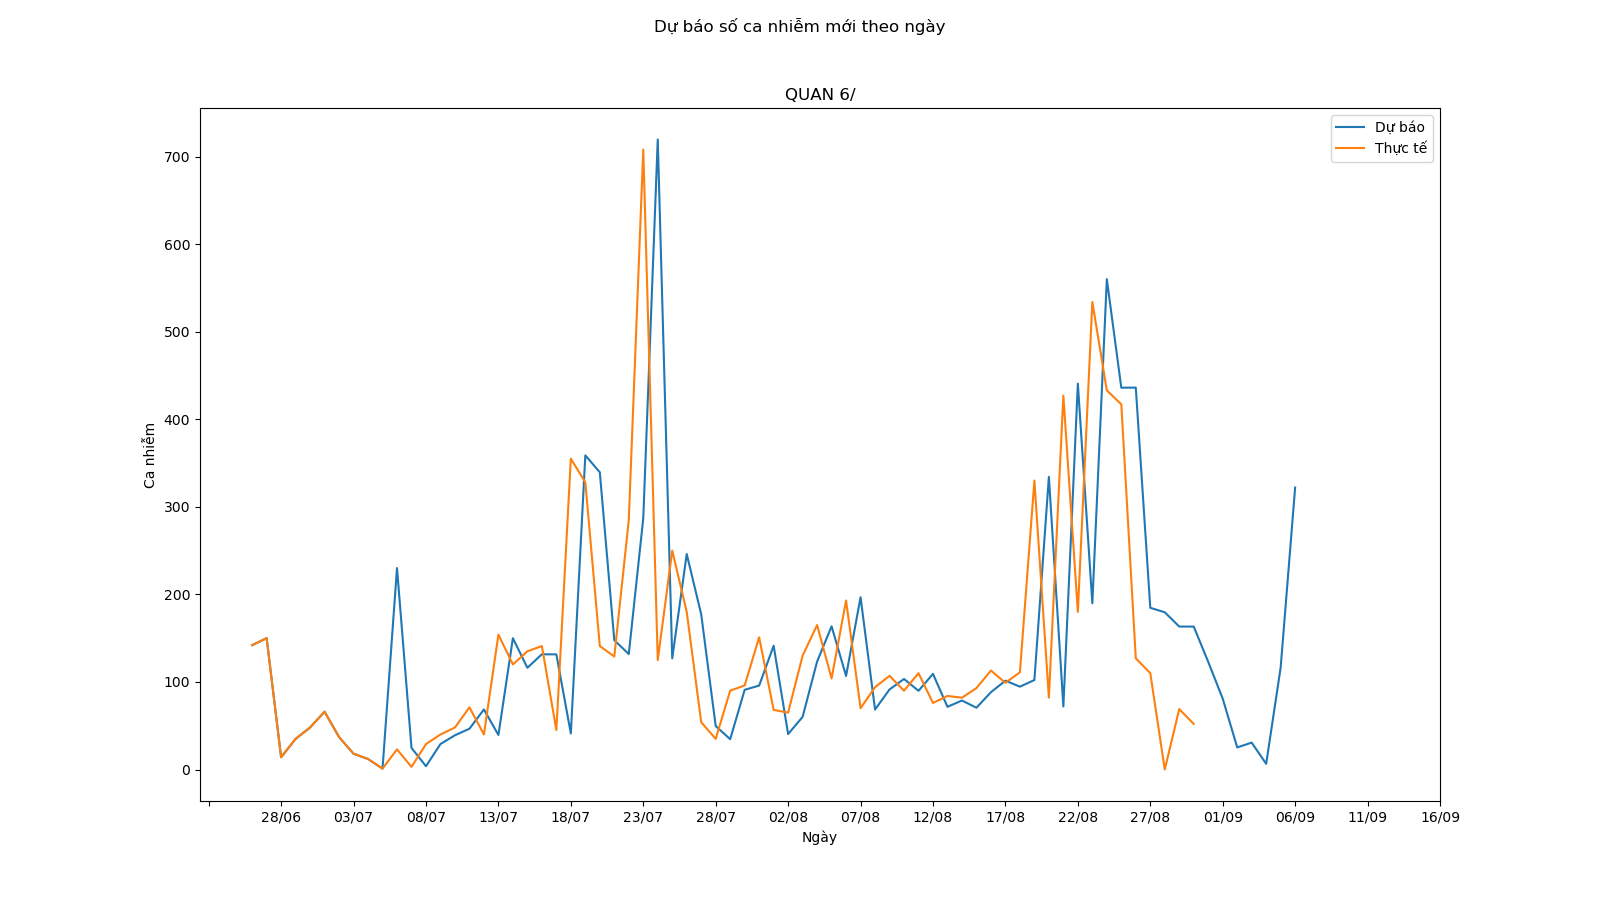 Dự báo số ca nhiễm mới theo ngày
QUAN 6/
Dự báo
Thực tế
700
600
500
400
300
200
100
0
Ca nhiễm
28/06 03/07 08/07 13/07 18/07 23/07 28/07 02/08 07/08 12/08 17/08 22/08 27/08 01/09 06/09 11/09 16/09
Ngày